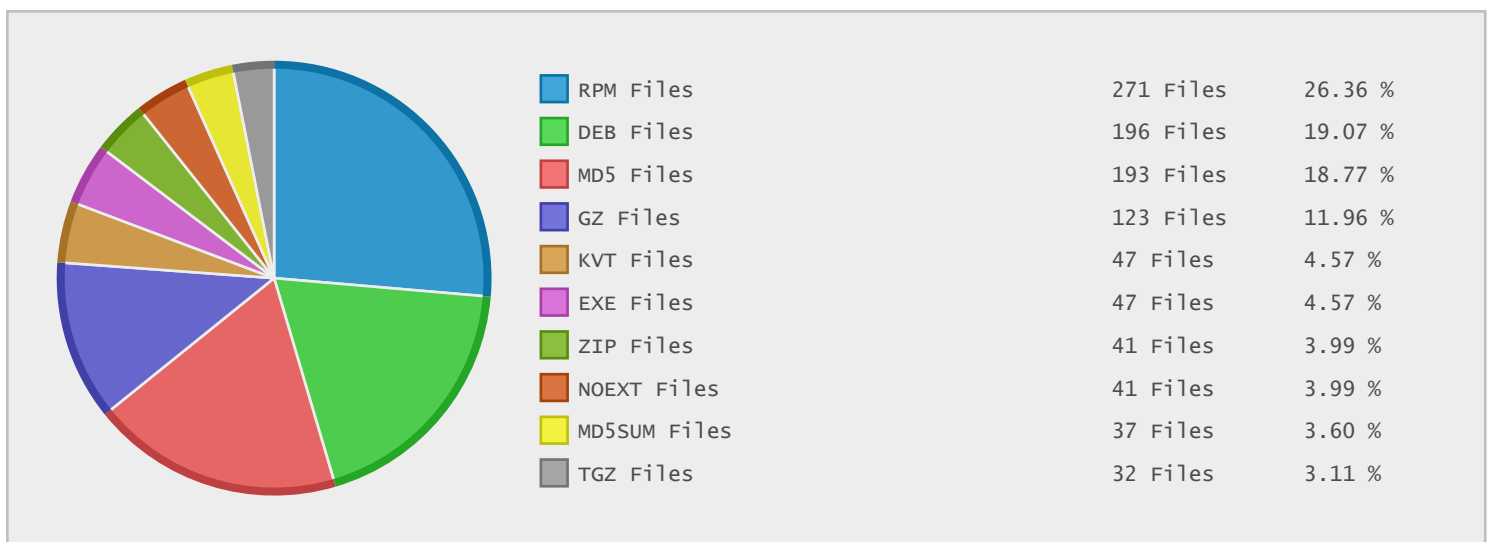 RPM Files 271 Files 26.36 %
DEB Files 196 Files 19.07 %
MD5 Files 193 Files 18.77 %
GZ Files 123 Files 11.96 %
KVT Files 47 Files 4.57 %
EXE Files 47 Files 4.57 %
ZIP Files 41 Files 3.99 %
NOEXT Files 41 Files 3.99 %
MD5SUM Files 37 Files 3.60 %
TGZ Files 32 Files 3.11 %